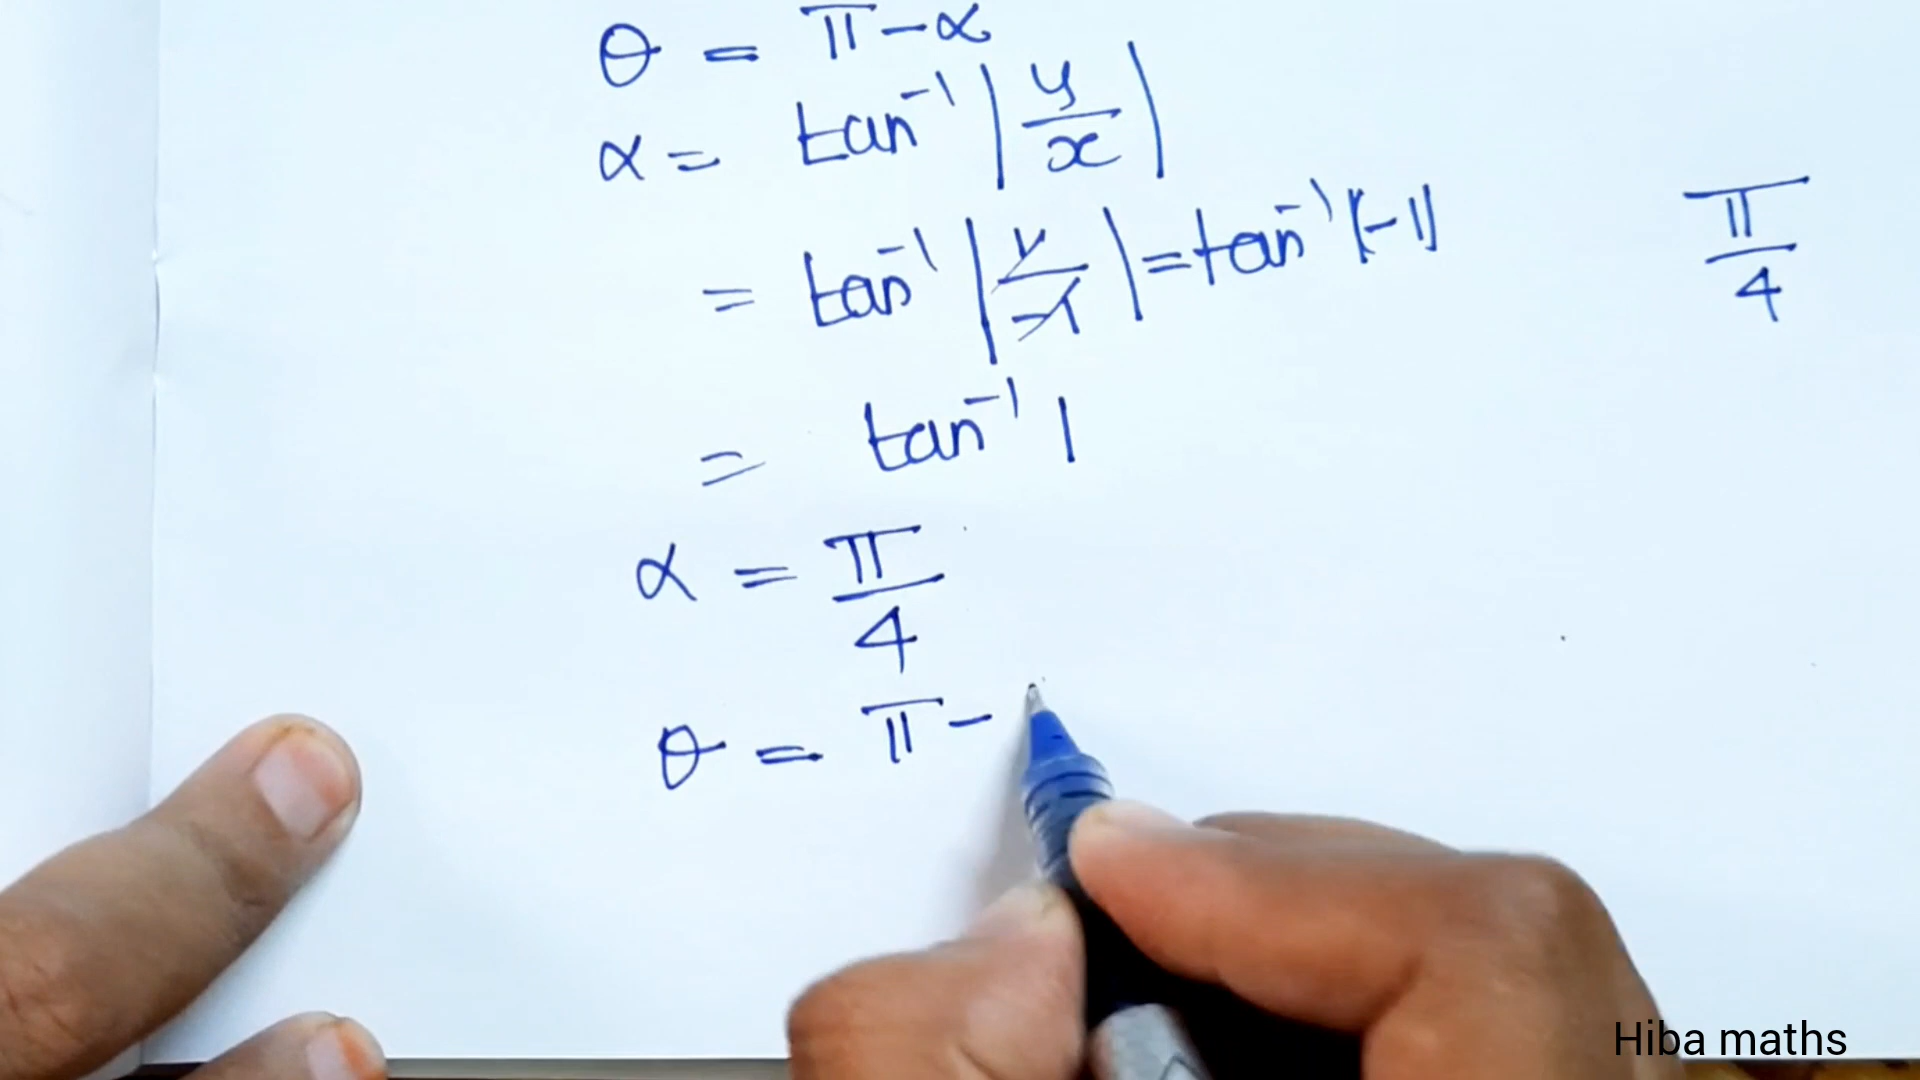 θ = π - α
α = tan⁻¹ |y/x|
= tan⁻¹ |1/-1| = tan⁻¹ |-1|
π/4
= tan⁻¹ 1
α = π/4
θ = π -
Hiba maths